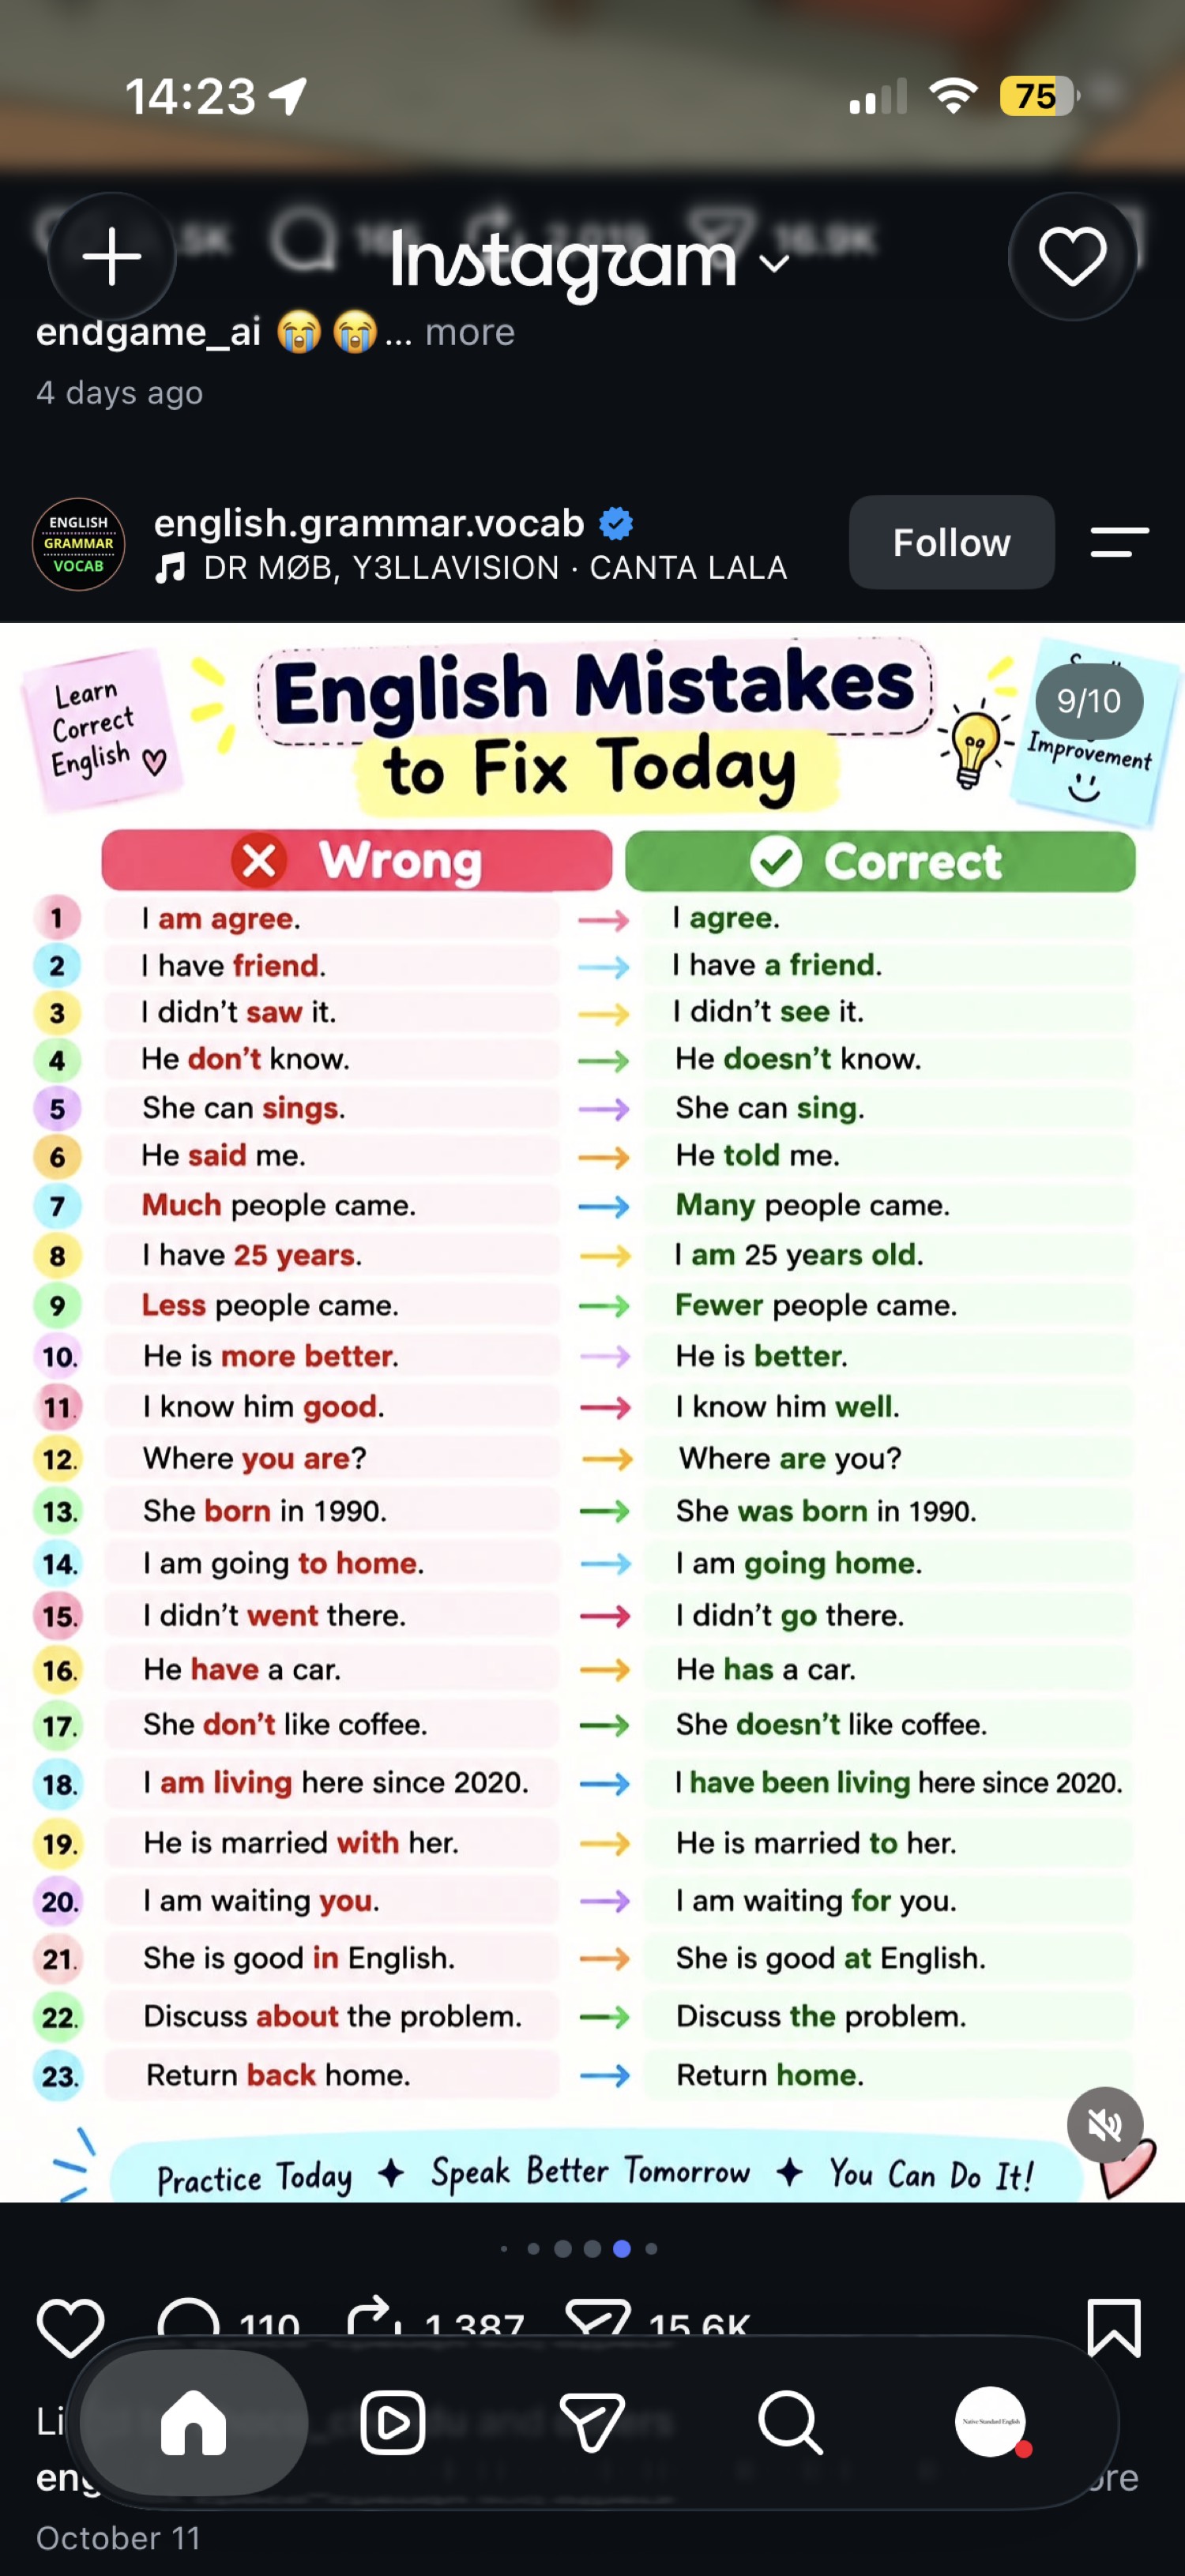 14:23
75
Instagram
16.9K
endgame_ai 😭😭... more
4 days ago
ENGLISH
GRAMMAR
VOCAB
english.grammar.vocab
DR MØB, Y3LLAVISION · CANTA LALA
Follow
Learn
Correct
English
English Mistakes
to Fix Today
9/10
Improvement
Wrong
Correct
1 I am agree. → I agree.
2 I have friend. → I have a friend.
3 I didn't saw it. → I didn't see it.
4 He don't know. → He doesn't know.
5 She can sings. → She can sing.
6 He said me. → He told me.
7 Much people came. → Many people came.
8 I have 25 years. → I am 25 years old.
9 Less people came. → Fewer people came.
10. He is more better. → He is better.
11. I know him good. → I know him well.
12. Where you are? → Where are you?
13. She born in 1990. → She was born in 1990.
14. I am going to home. → I am going home.
15. I didn't went there. → I didn't go there.
16. He have a car. → He has a car.
17. She don't like coffee. → She doesn't like coffee.
18. I am living here since 2020. → I have been living here since 2020.
19. He is married with her. → He is married to her.
20. I am waiting you. → I am waiting for you.
21. She is good in English. → She is good at English.
22. Discuss about the problem. → Discuss the problem.
23. Return back home. → Return home.
Practice Today ✦ Speak Better Tomorrow ✦ You Can Do It!
110 1,387 15.6K
Native Standard English
October 11